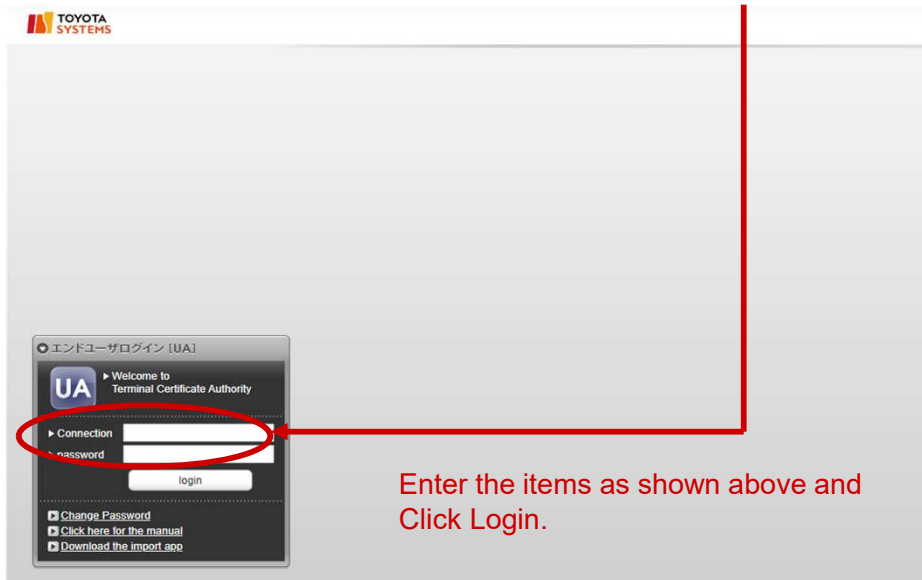 TOYOTA
SYSTEMS
エンドユーザログイン [UA]
UA
Welcome to
Terminal Certificate Authority
Connection
password
login
Change Password
Click here for the manual
Download the import app
Enter the items as shown above and
Click Login.